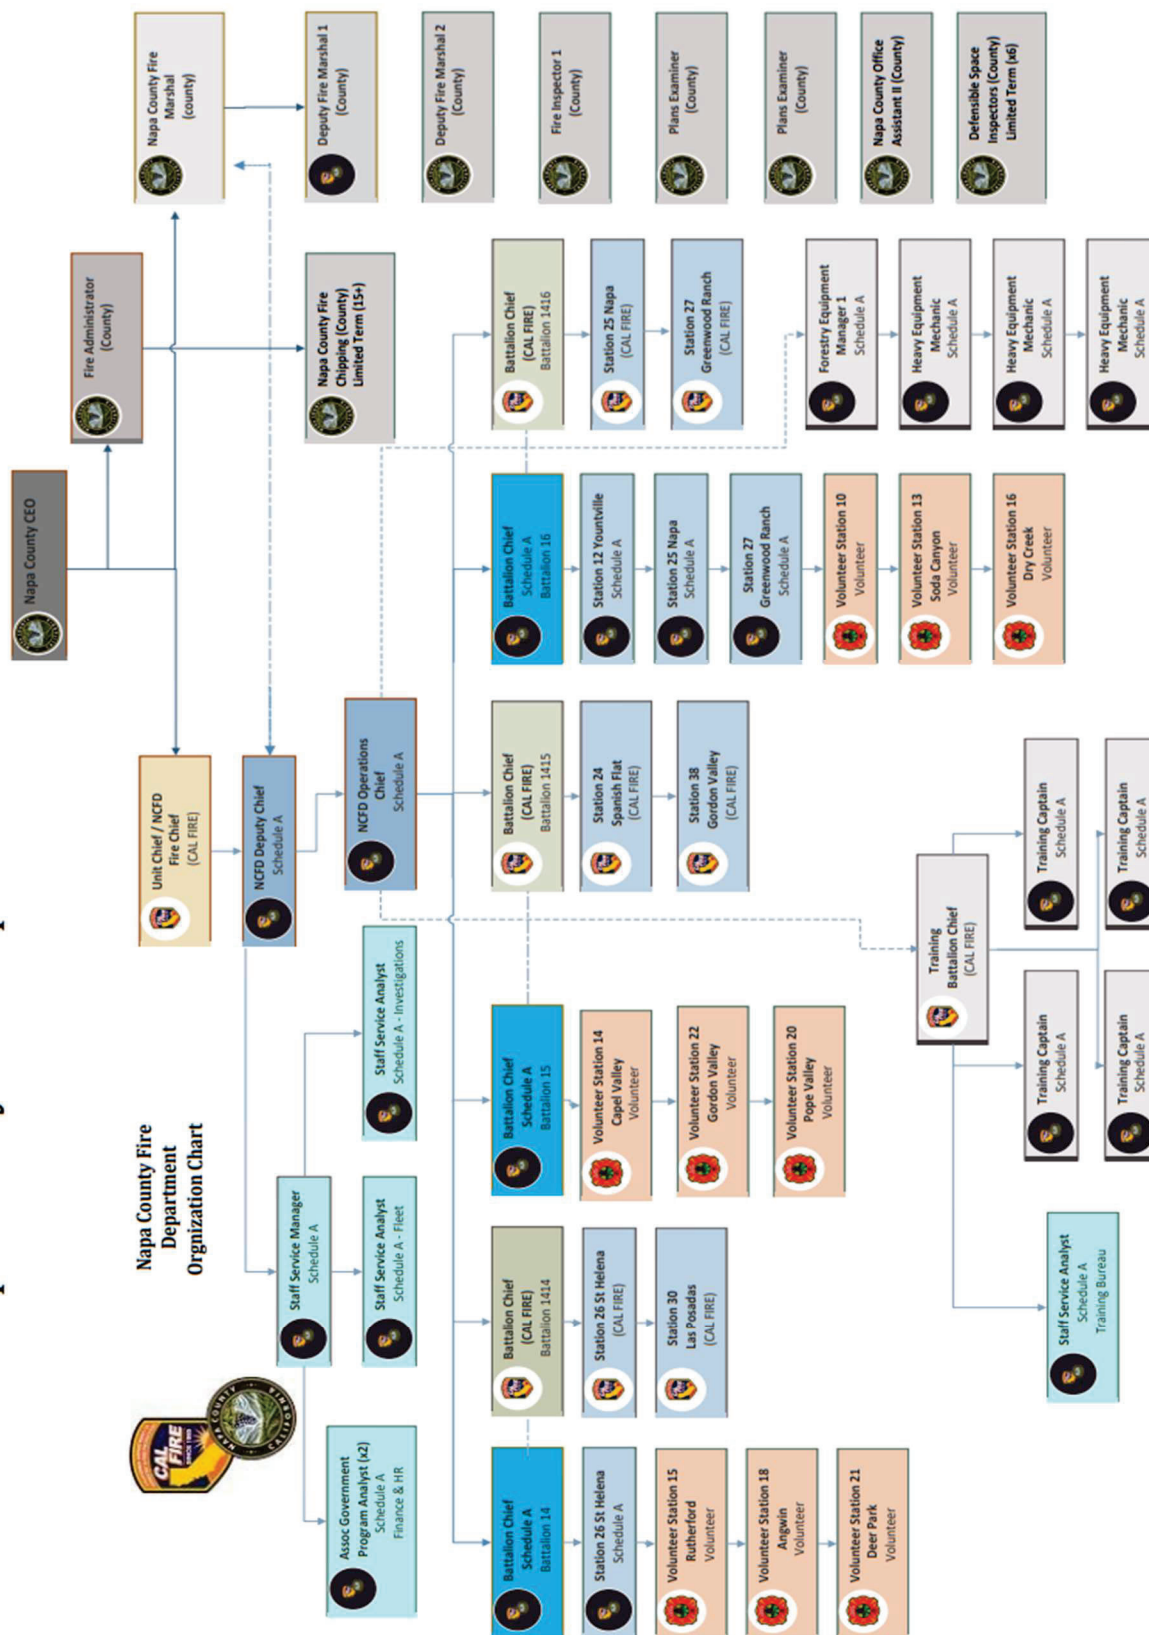 Napa County Fire
Department
Orgnization Chart
CAL
FIRE
SINCE 1885
NAPA COUNTY
CALIFORNIA
Napa County CEO
Fire Administrator
(County)
Napa County Fire
Marshal
(county)
Unit Chief / NCFD
Fire Chief
(CAL FIRE)
NCFD Deputy Chief
Schedule A
NCFD Operations
Chief
Schedule A
Napa County Fire
Chipping (County)
Limited Term (15+)
Deputy Fire Marshal 1
(County)
Deputy Fire Marshal 2
(County)
Fire Inspector 1
(County)
Plans Examiner
(County)
Plans Examiner
(County)
Napa County Office
Assistant II (County)
Defensible Space
Inspectors (County)
Limited Term (x6)
Staff Service Manager
Schedule A
Assoc Government
Program Analyst (x2)
Schedule A
Finance & HR
Staff Service Analyst
Schedule A - Fleet
Staff Service Analyst
Schedule A - Investigations
Battalion Chief
Schedule A
Battalion 14
Station 26 St Helena
Schedule A
Volunteer Station 15
Rutherford
Volunteer
Volunteer Station 18
Angwin
Volunteer
Volunteer Station 21
Deer Park
Volunteer
Battalion Chief
(CAL FIRE)
Battalion 1414
Station 26 St Helena
(CAL FIRE)
Station 30
Las Posadas
(CAL FIRE)
Battalion Chief
Schedule A
Battalion 15
Volunteer Station 14
Capel Valley
Volunteer
Volunteer Station 22
Gordon Valley
Volunteer
Volunteer Station 20
Pope Valley
Volunteer
Battalion Chief
(CAL FIRE)
Battalion 1415
Station 24
Spanish Flat
(CAL FIRE)
Station 38
Gordon Valley
(CAL FIRE)
Battalion Chief
Schedule A
Battalion 16
Station 12 Yountville
Schedule A
Station 25 Napa
Schedule A
Station 27
Greenwood Ranch
Schedule A
Volunteer Station 10
Volunteer
Volunteer Station 13
Soda Canyon
Volunteer
Volunteer Station 16
Dry Creek
Volunteer
Battalion Chief
(CAL FIRE)
Battalion 1416
Station 25 Napa
(CAL FIRE)
Station 27
Greenwood Ranch
(CAL FIRE)
Forestry Equipment
Manager 1
Schedule A
Heavy Equipment
Mechanic
Schedule A
Heavy Equipment
Mechanic
Schedule A
Heavy Equipment
Mechanic
Schedule A
Training
Battalion Chief
(CAL FIRE)
Staff Service Analyst
Schedule A
Training Bureau
Training Captain
Schedule A
Training Captain
Schedule A
Training Captain
Schedule A
Training Captain
Schedule A